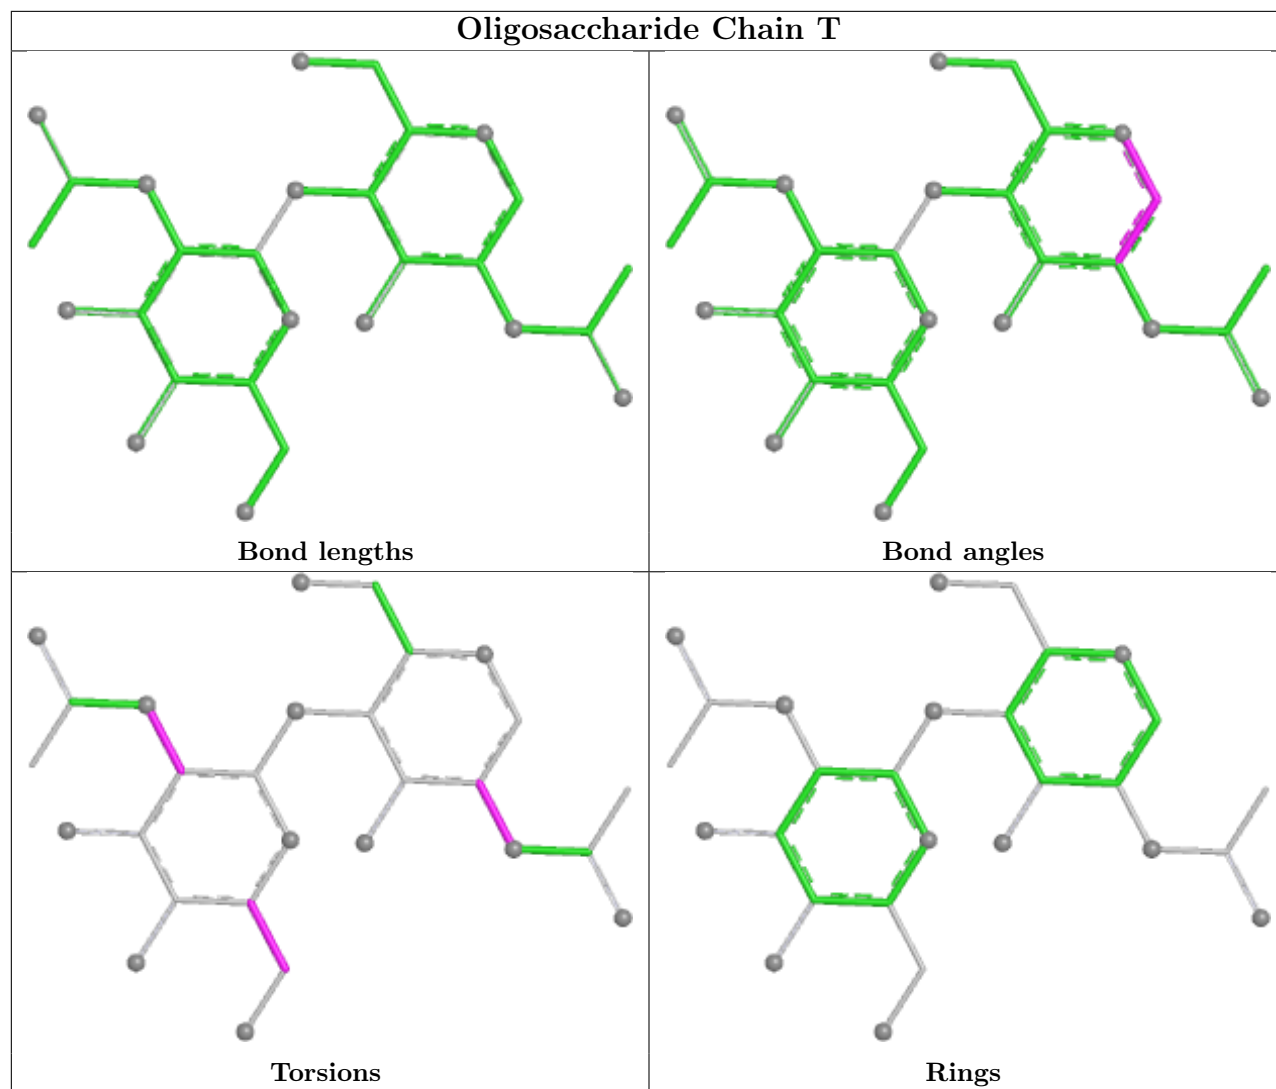 Oligosaccharide Chain T
Bond lengths
Bond angles
Torsions
Rings